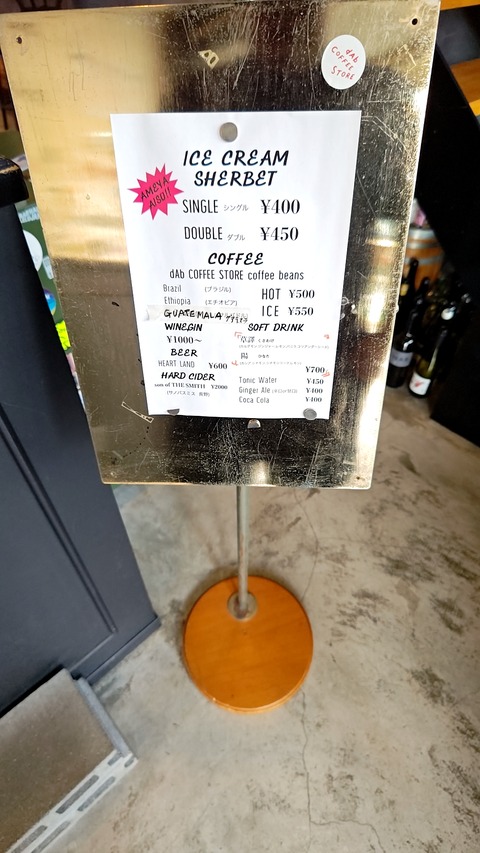 dAb
COFFEE
STORE
ICE CREAM
SHERBET
AMEYA
AISU!!
SINGLE シングル ¥400
DOUBLE ダブル ¥450
COFFEE
dAb COFFEE STORE coffee beans
Brazil [ブラジル]
Ethiopia [エチオピア]
GUATEMALA
HOT ¥500
ICE ¥550
WINE GIN
¥1000〜
BEER
HEART LAND ¥600
HARD CIDER
son OF THE SMITH ¥2000
SOFT DRINK
¥700
Tonic Water ¥450
Ginger Ale ¥400
Coca Cola ¥400